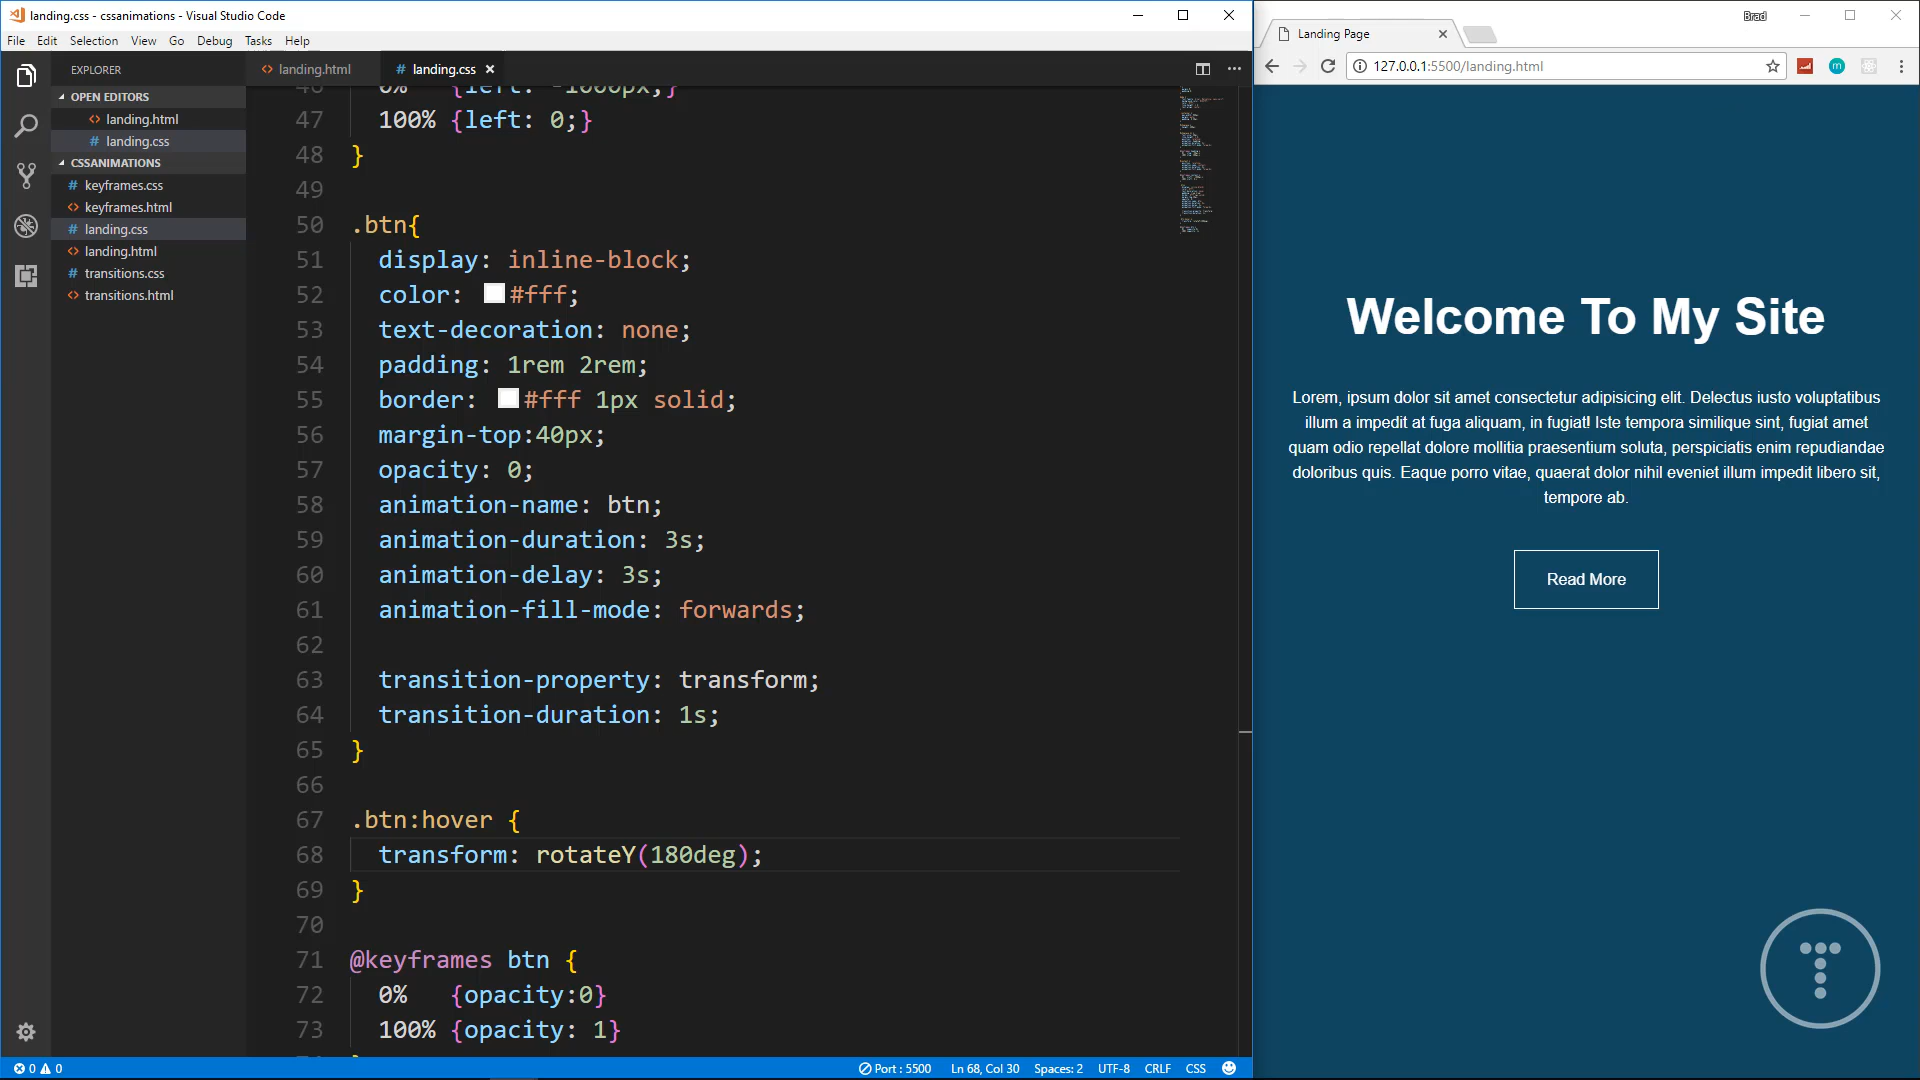 landing.css - cssanimations - Visual Studio Code
File Edit Selection View Go Debug Tasks Help
EXPLORER
OPEN EDITORS
landing.html
landing.css
CSSANIMATIONS
keyframes.css
keyframes.html
landing.css
landing.html
transitions.css
transitions.html
landing.html
landing.css
46 0% {left: -1000px;}
47 100% {left: 0;}
48 }
49
50 .btn{
51 display: inline-block;
52 color: #fff;
53 text-decoration: none;
54 padding: 1rem 2rem;
55 border: #fff 1px solid;
56 margin-top:40px;
57 opacity: 0;
58 animation-name: btn;
59 animation-duration: 3s;
60 animation-delay: 3s;
61 animation-fill-mode: forwards;
62
63 transition-property: transform;
64 transition-duration: 1s;
65 }
66
67 .btn:hover {
68 transform: rotateY(180deg);
69 }
70
71 @keyframes btn {
72 0% {opacity:0}
73 100% {opacity: 1}
0 0
Port : 5500 Ln 68, Col 30 Spaces: 2 UTF-8 CRLF CSS
Brad
Landing Page
127.0.0.1:5500/landing.html
Welcome To My Site
Lorem, ipsum dolor sit amet consectetur adipisicing elit. Delectus iusto voluptatibus
illum a impedit at fuga aliquam, in fugiat! Iste tempora similique sint, fugiat amet
quam odio repellat dolore mollitia praesentium soluta, perspiciatis enim repudiandae
doloribus quis. Eaque porro vitae, quaerat dolor nihil eveniet illum impedit libero sit,
tempore ab.
Read More